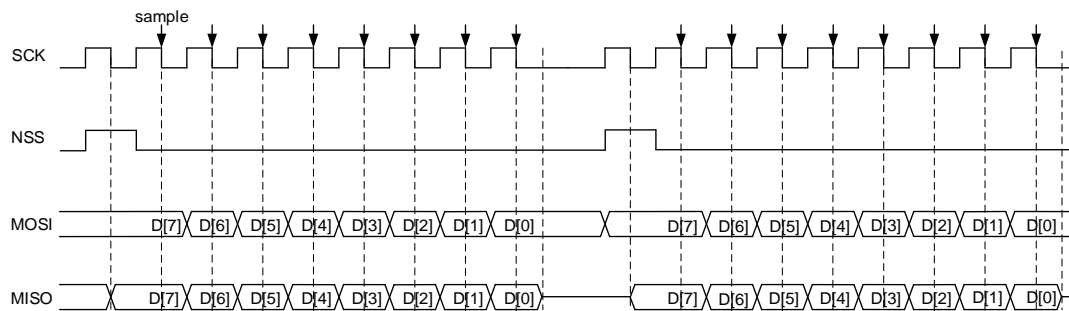 sample
SCK
NSS
MOSI D[7] D[6] D[5] D[4] D[3] D[2] D[1] D[0] D[7] D[6] D[5] D[4] D[3] D[2] D[1] D[0]
MISO D[7] D[6] D[5] D[4] D[3] D[2] D[1] D[0] D[7] D[6] D[5] D[4] D[3] D[2] D[1] D[0]